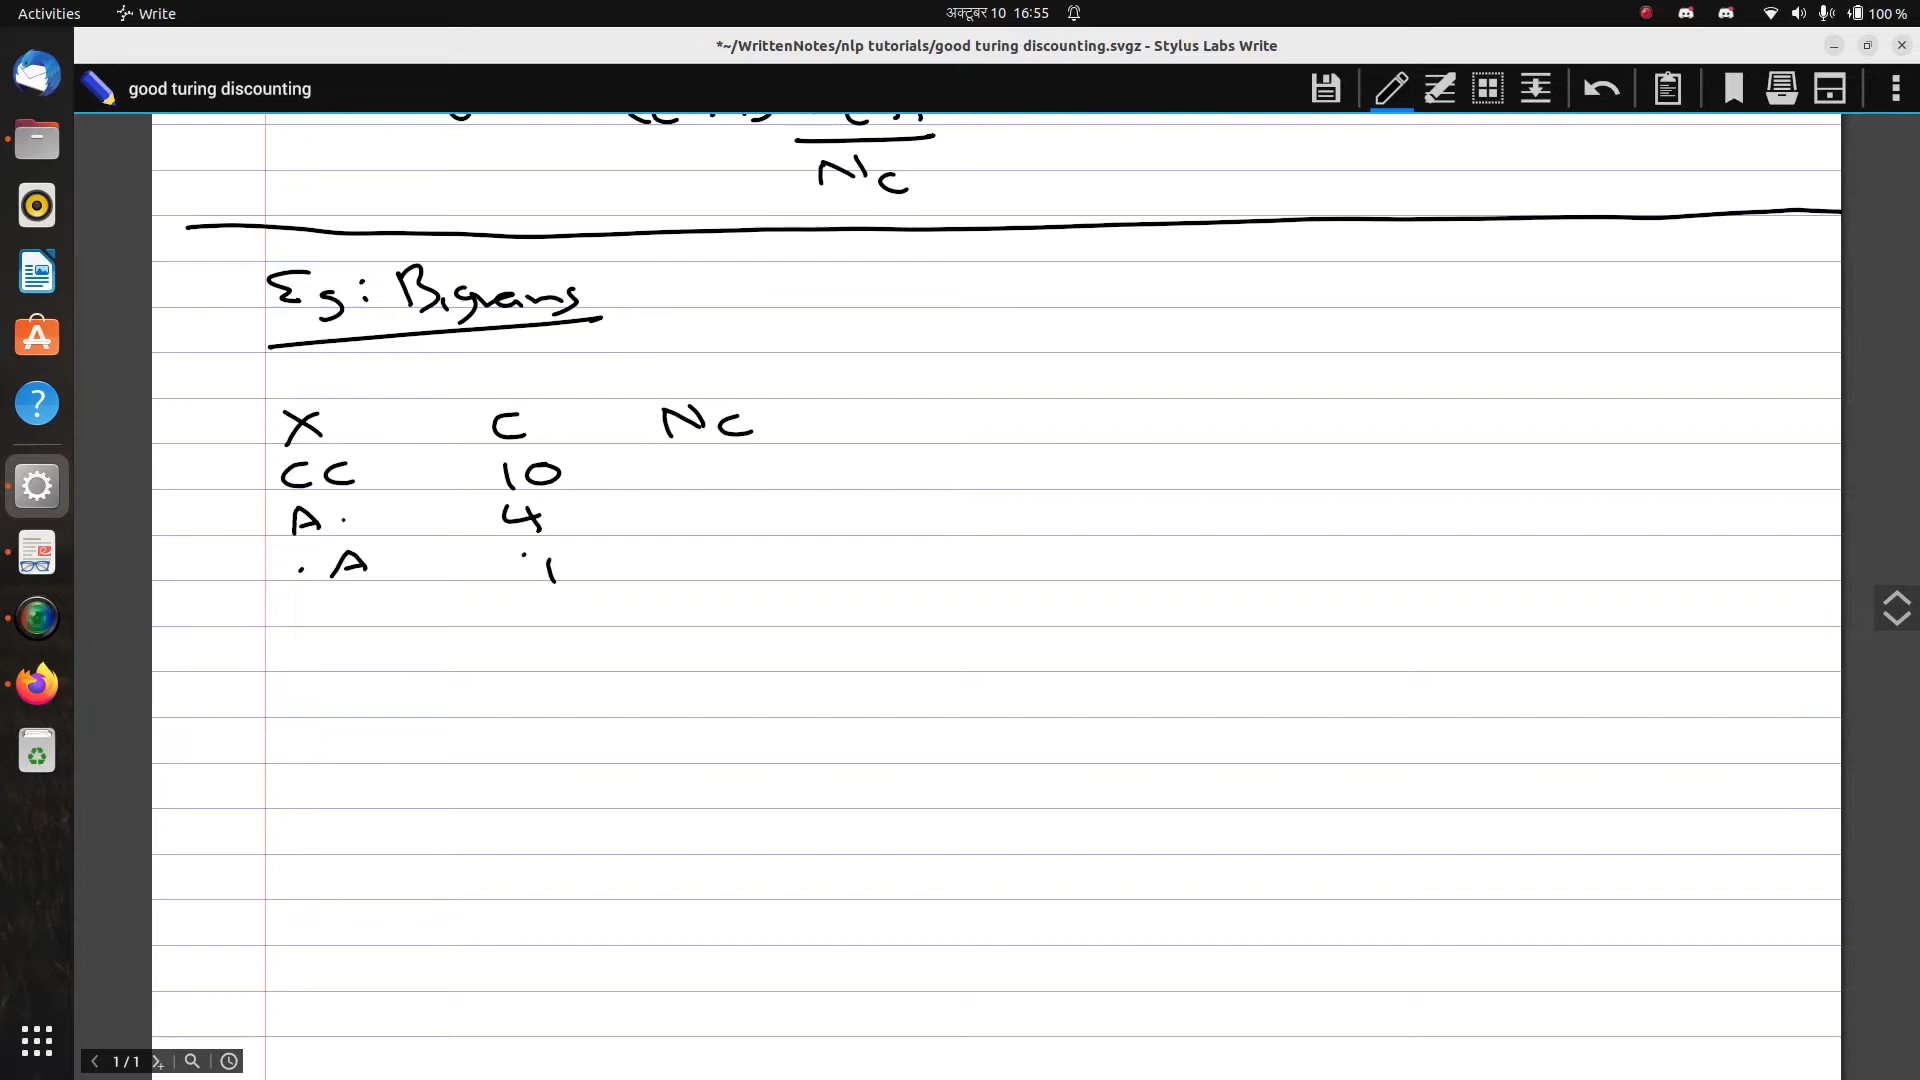 Activities Write अक्टूबर 10 16:55 100 %
*~/WrittenNotes/nlp tutorials/good turing discounting.svgz - Stylus Labs Write
good turing discounting
Nc
Eg: Bigrams
X C Nc
CC 10
A. 4
.A 1
1 / 1